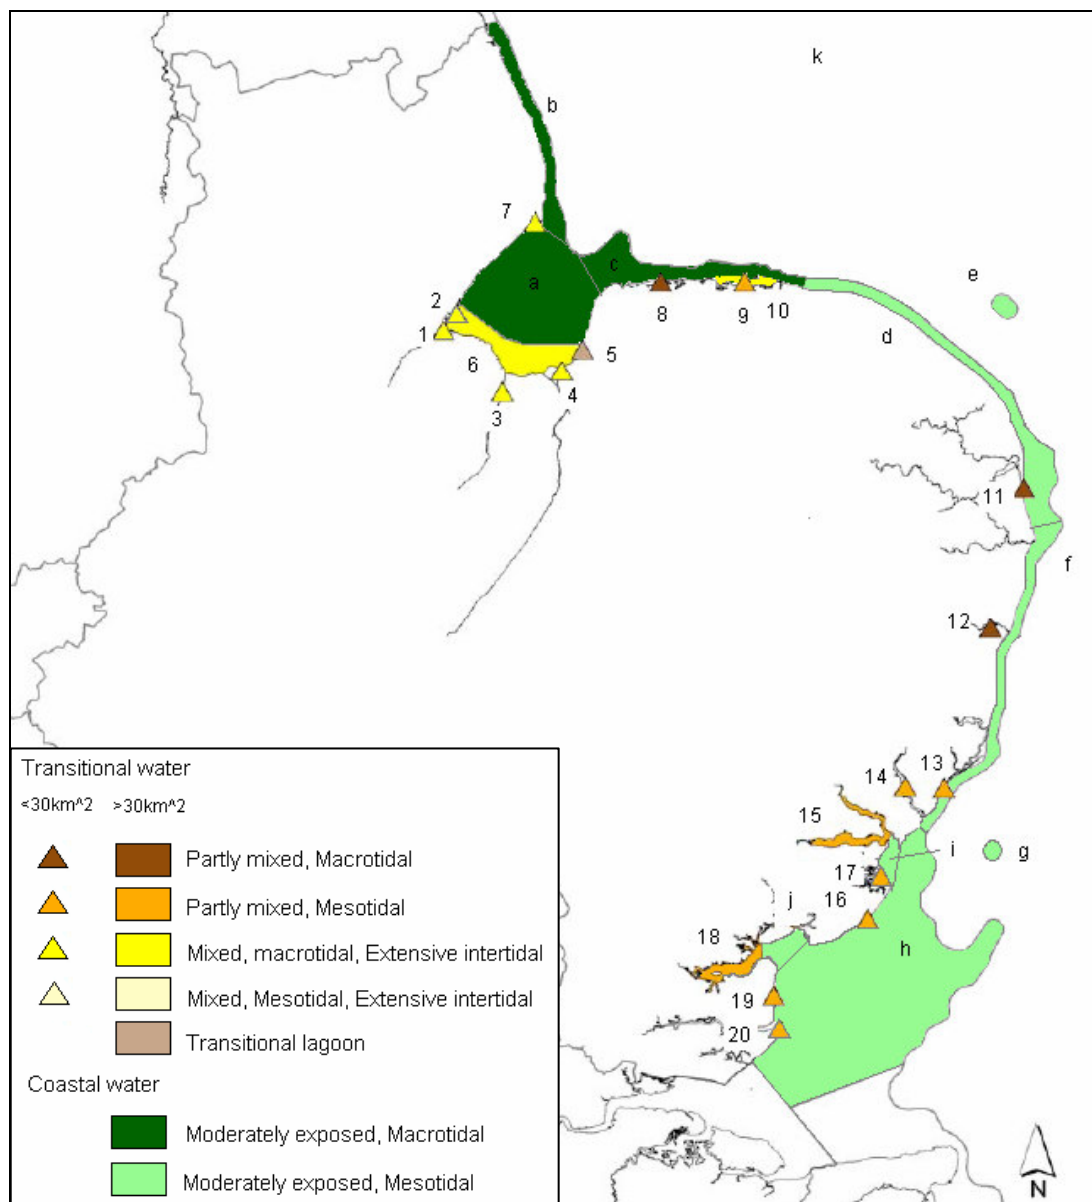 k
b
7
e
c
a
2
8
9
10
1
5
d
6
4
3
11
f
12
14
13
15
i
g
17
j
16
18
h
19
20
N
Transitional water
<30km^2 >30km^2
Partly mixed, Macrotidal
Partly mixed, Mesotidal
Mixed, macrotidal, Extensive intertidal
Mixed, Mesotidal, Extensive intertidal
Transitional lagoon
Coastal water
Moderately exposed, Macrotidal
Moderately exposed, Mesotidal